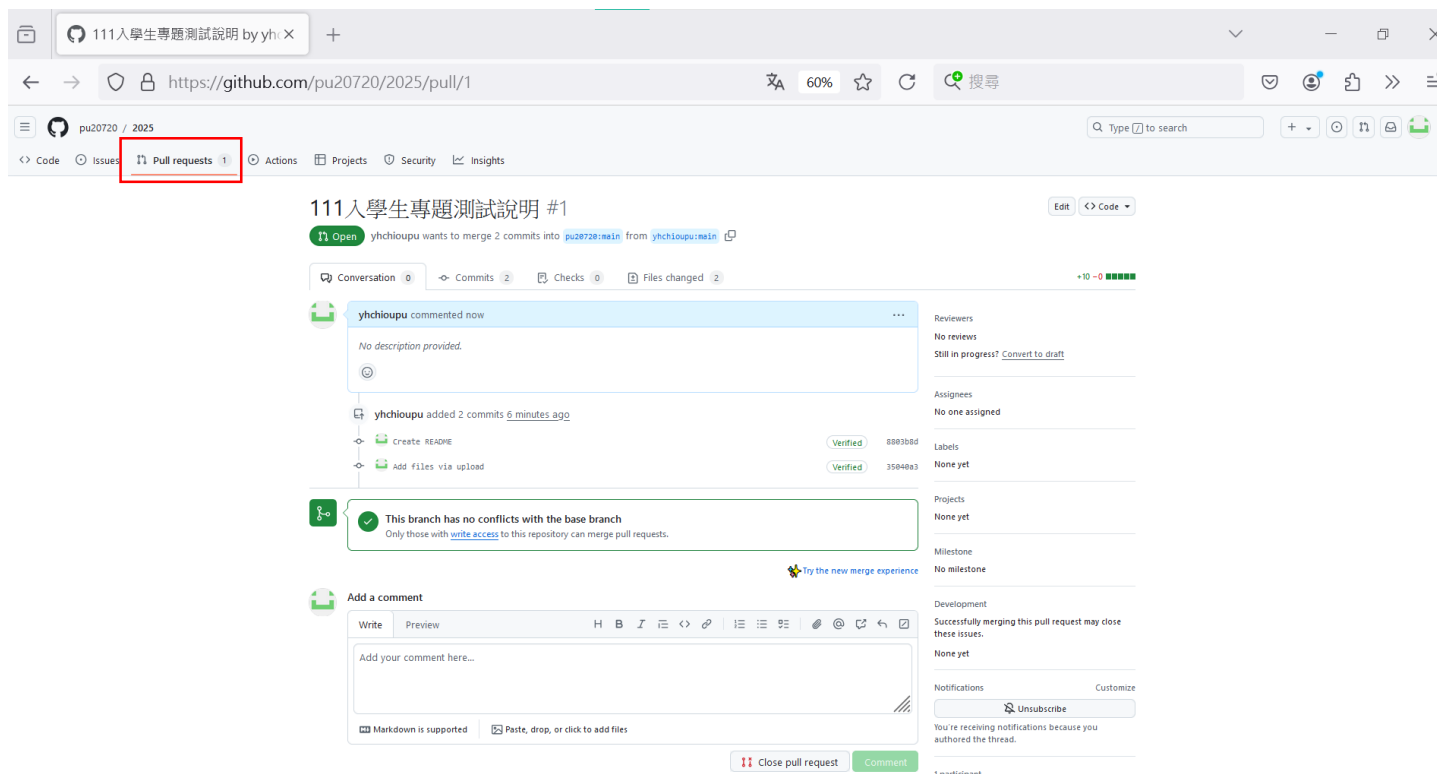 111入學生專題測試說明 by yh
https://github.com/pu20720/2025/pull/1
60%
搜尋
pu20720 / 2025
Type / to search
Code
Issues
Pull requests 1
Actions
Projects
Security
Insights
111入學生專題測試說明 #1
Edit
Code
Open
yhchioupu wants to merge 2 commits into pu20720:main from yhchioupu:main
Conversation 0
Commits 2
Checks 0
Files changed 2
+10 −0
yhchioupu commented now
No description provided.
yhchioupu added 2 commits 6 minutes ago
Create README
Verified
8803b8d
Add files via upload
Verified
35040a3
This branch has no conflicts with the base branch
Only those with write access to this repository can merge pull requests.
Try the new merge experience
Add a comment
Write
Preview
Add your comment here...
Markdown is supported
Paste, drop, or click to add files
Close pull request
Comment
Reviewers
No reviews
Still in progress? Convert to draft
Assignees
No one assigned
Labels
None yet
Projects
None yet
Milestone
No milestone
Development
Successfully merging this pull request may close
these issues.
None yet
Notifications
Customize
Unsubscribe
You're receiving notifications because you
authored the thread.
1 participant